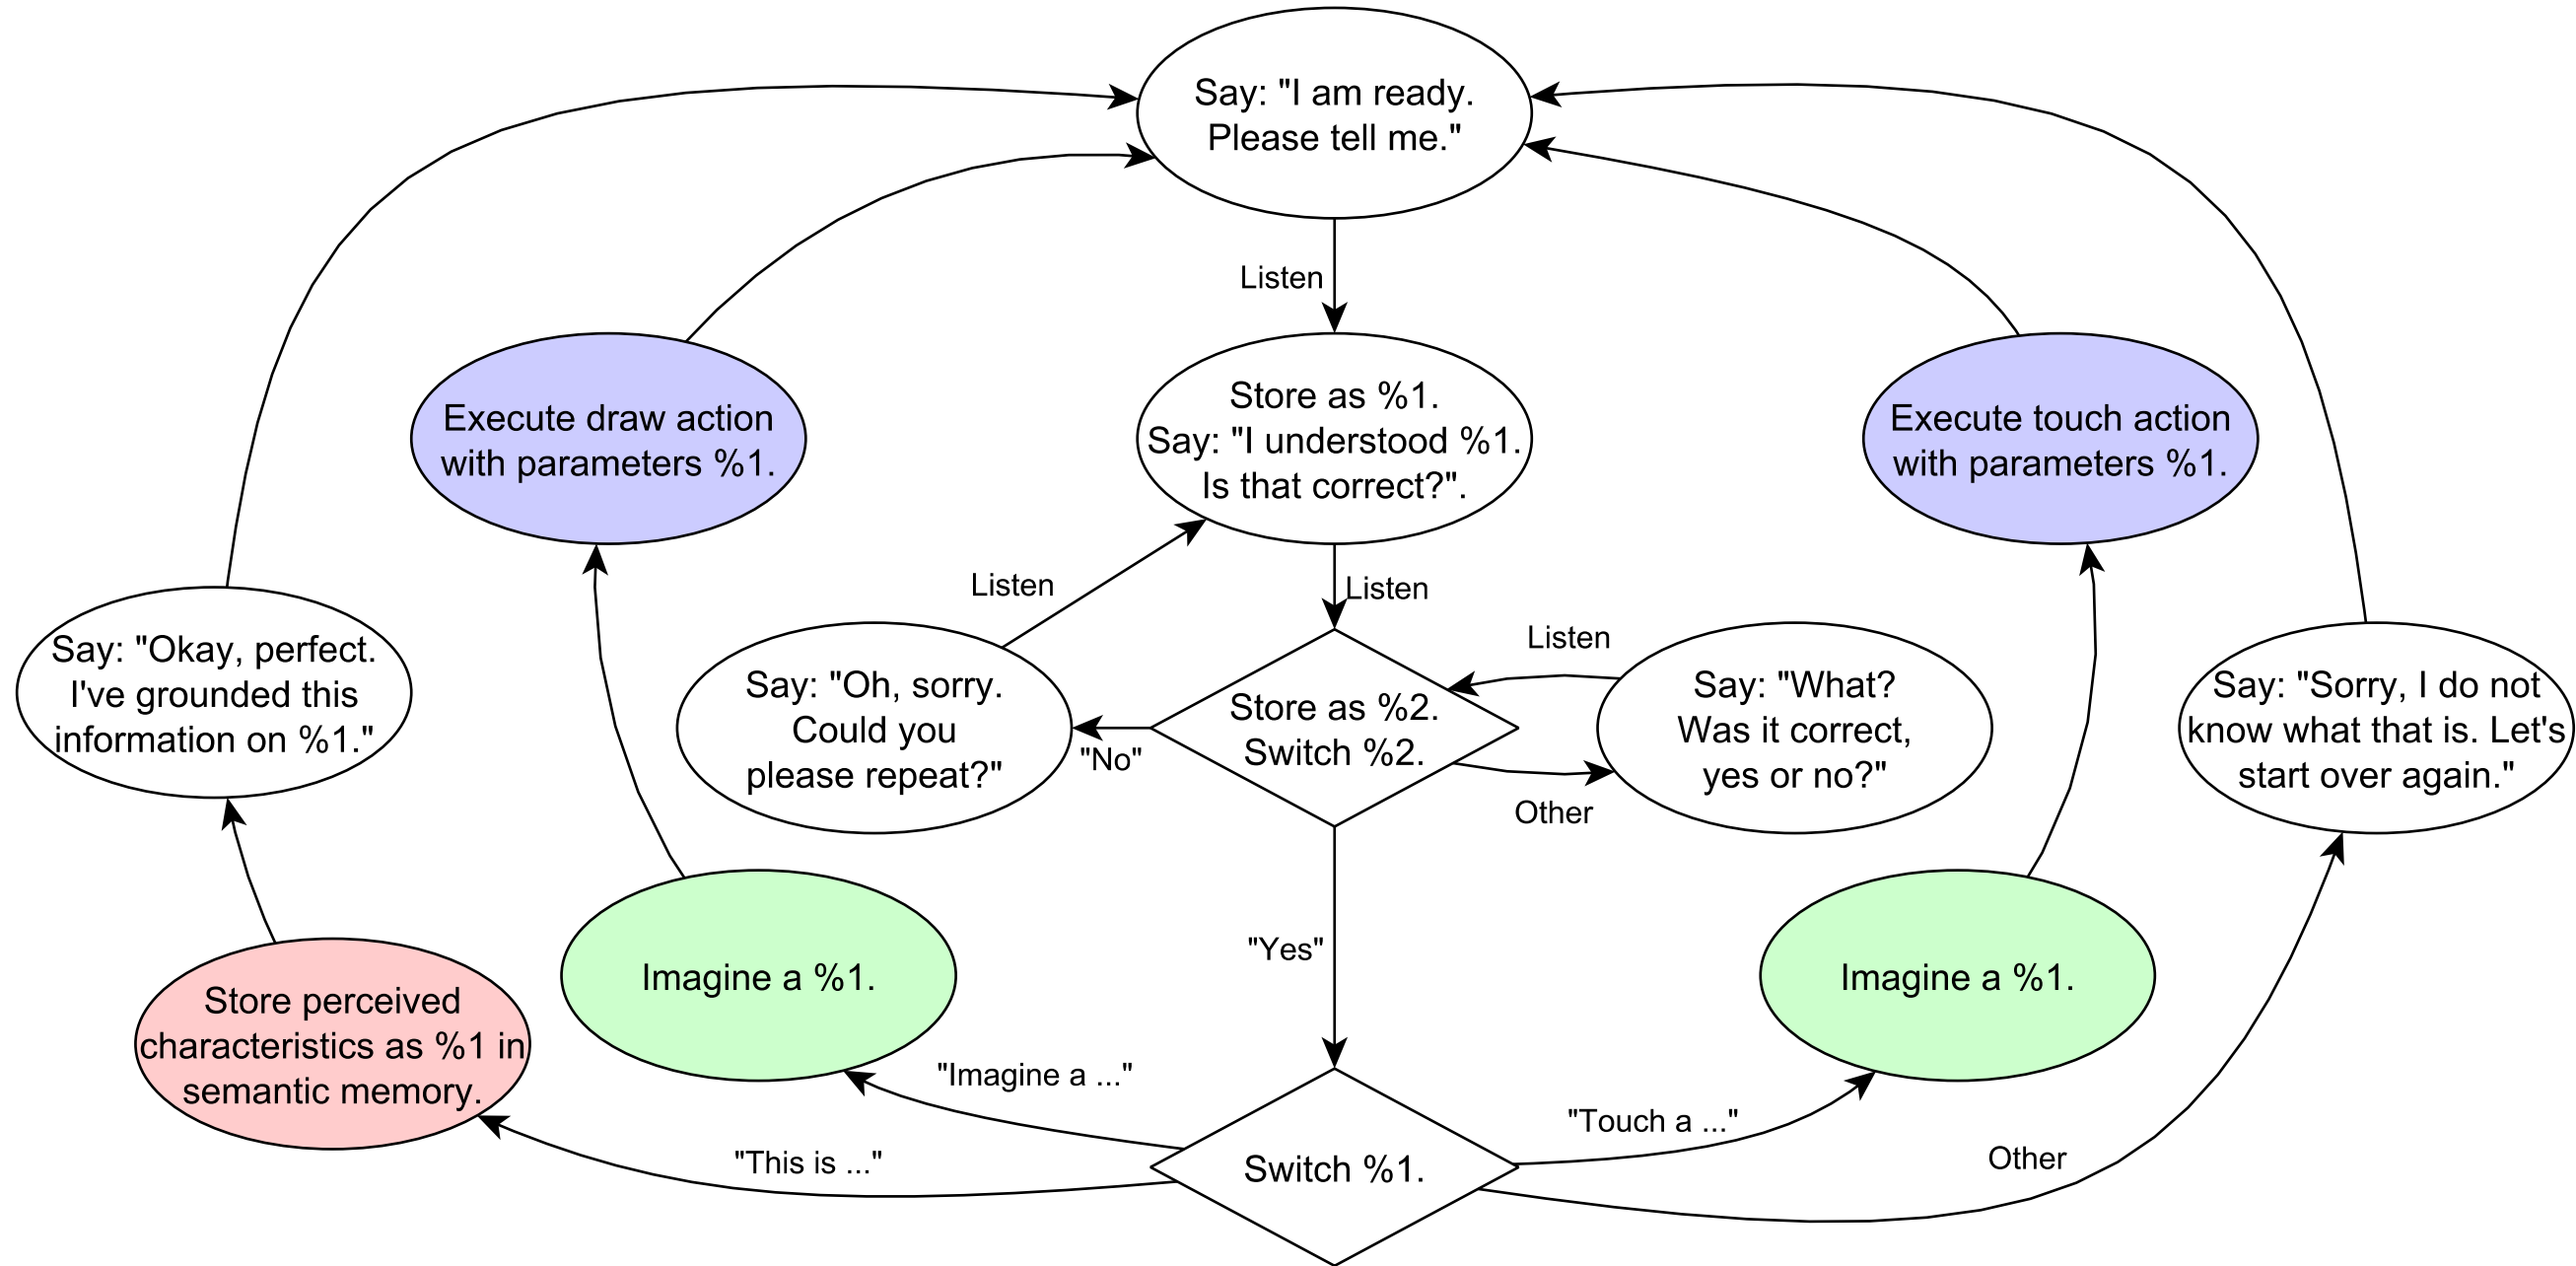 Say: "I am ready.
Please tell me."
Listen
Execute draw action
with parameters %1.
Store as %1.
Say: "I understood %1.
Is that correct?".
Execute touch action
with parameters %1.
Listen
Listen
Listen
Say: "Okay, perfect.
I've grounded this
information on %1."
Say: "Oh, sorry.
Could you
please repeat?"
"No"
Store as %2.
Switch %2.
Say: "What?
Was it correct,
yes or no?"
Other
Say: "Sorry, I do not
know what that is. Let's
start over again."
"Yes"
Store perceived
characteristics as %1 in
semantic memory.
Imagine a %1.
Imagine a %1.
"Imagine a ..."
"Touch a ..."
"This is ..."
Switch %1.
Other